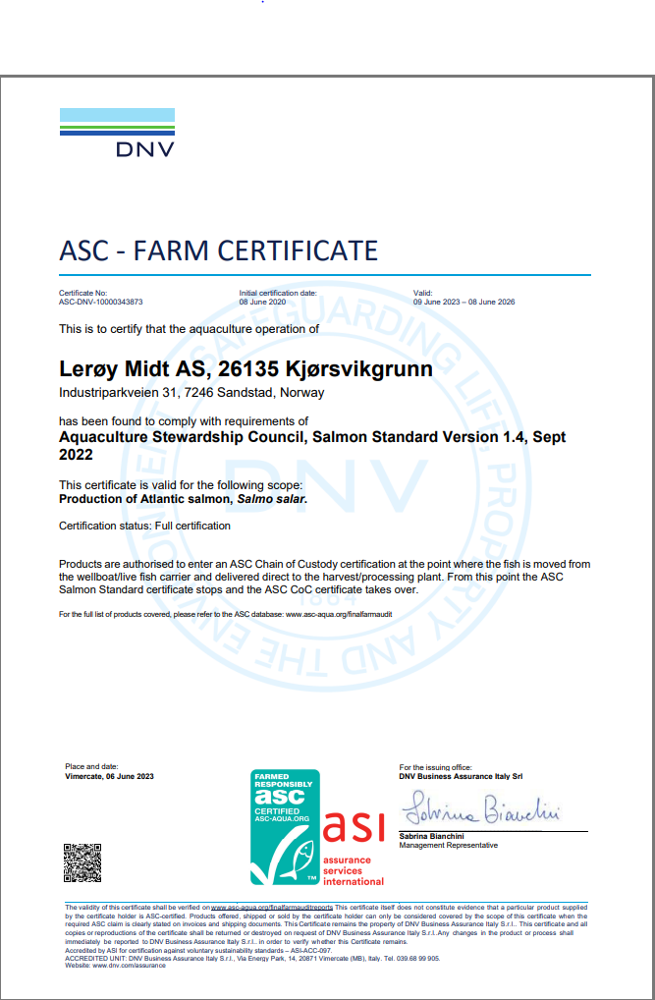 DNV
ASC - FARM CERTIFICATE
Certificate No:
ASC-DNV-10000343873
Initial certification date:
08 June 2020
Valid:
09 June 2023 – 08 June 2026
This is to certify that the aquaculture operation of
Lerøy Midt AS, 26135 Kjørsvikgrunn
Industriparkveien 31, 7246 Sandstad, Norway
has been found to comply with requirements of
Aquaculture Stewardship Council, Salmon Standard Version 1.4, Sept
2022
This certificate is valid for the following scope:
Production of Atlantic salmon, Salmo salar.
Certification status: Full certification
Products are authorised to enter an ASC Chain of Custody certification at the point where the fish is moved from
the wellboat/live fish carrier and delivered direct to the harvest/processing plant. From this point the ASC
Salmon Standard certificate stops and the ASC CoC certificate takes over.
For the full list of products covered, please refer to the ASC database: www.asc-aqua.org/finalfarmaudit
SAFEGUARDING LIFE, PROPERTY AND THE ENVIRONMENT
DNV
1864
Place and date:
Vimercate, 06 June 2023
FARMED
RESPONSIBLY
asc
CERTIFIED
ASC-AQUA.ORG
TM
asi
assurance
services
international
For the issuing office:
DNV Business Assurance Italy Srl
Sabrina Bianchini
Sabrina Bianchini
Management Representative
The validity of this certificate shall be verified on www.asc-aqua.org/finalfarmauditreports This certificate itself does not constitute evidence that a particular product supplied
by the certificate holder is ASC-certified. Products offered, shipped or sold by the certificate holder can only be considered covered by the scope of this certificate when the
required ASC claim is clearly stated on invoices and shipping documents. This Certificate remains the property of DNV Business Assurance Italy S.r.l.. This certificate and all
copies or reproductions of the certificate shall be returned or destroyed on request of DNV Business Assurance Italy S.r.l..Any changes in the product or process shall
immediately be reported to DNV Business Assurance Italy S.r.l.. in order to verify whether this Certificate remains.
Accredited by ASI for certification against voluntary sustainability standards – ASI-ACC-097.
ACCREDITED UNIT: DNV Business Assurance Italy S.r.l., Via Energy Park, 14, 20871 Vimercate (MB), Italy. Tel. 039.68 99 905.
Website: www.dnv.com/assurance